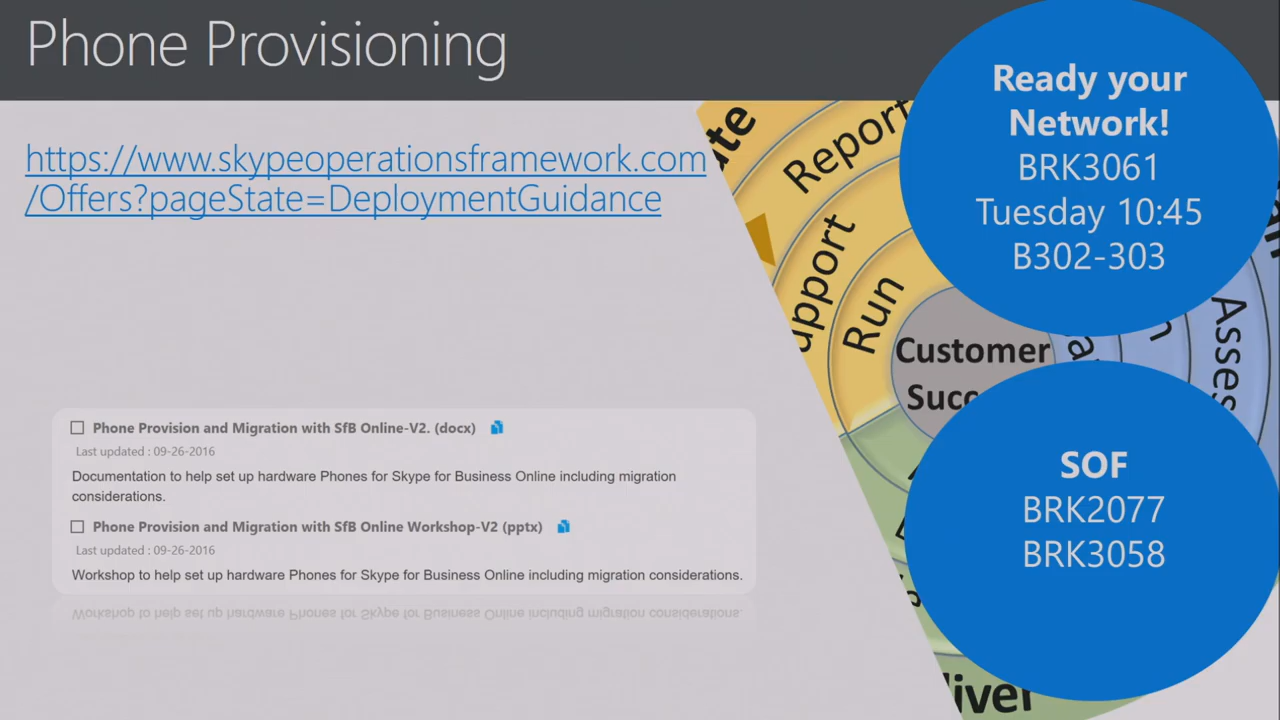 Phone Provisioning
https://www.skypeoperationsframework.com
/Offers?pageState=DeploymentGuidance
Phone Provision and Migration with SfB Online-V2. (docx)
Last updated : 09-26-2016
Documentation to help set up hardware Phones for Skype for Business Online including migration
considerations.
Phone Provision and Migration with SfB Online Workshop-V2 (pptx)
Last updated : 09-26-2016
Workshop to help set up hardware Phones for Skype for Business Online including migration considerations.
Report
Run
Customer
Ready your
Network!
BRK3061
Tuesday 10:45
B302-303
SOF
BRK2077
BRK3058